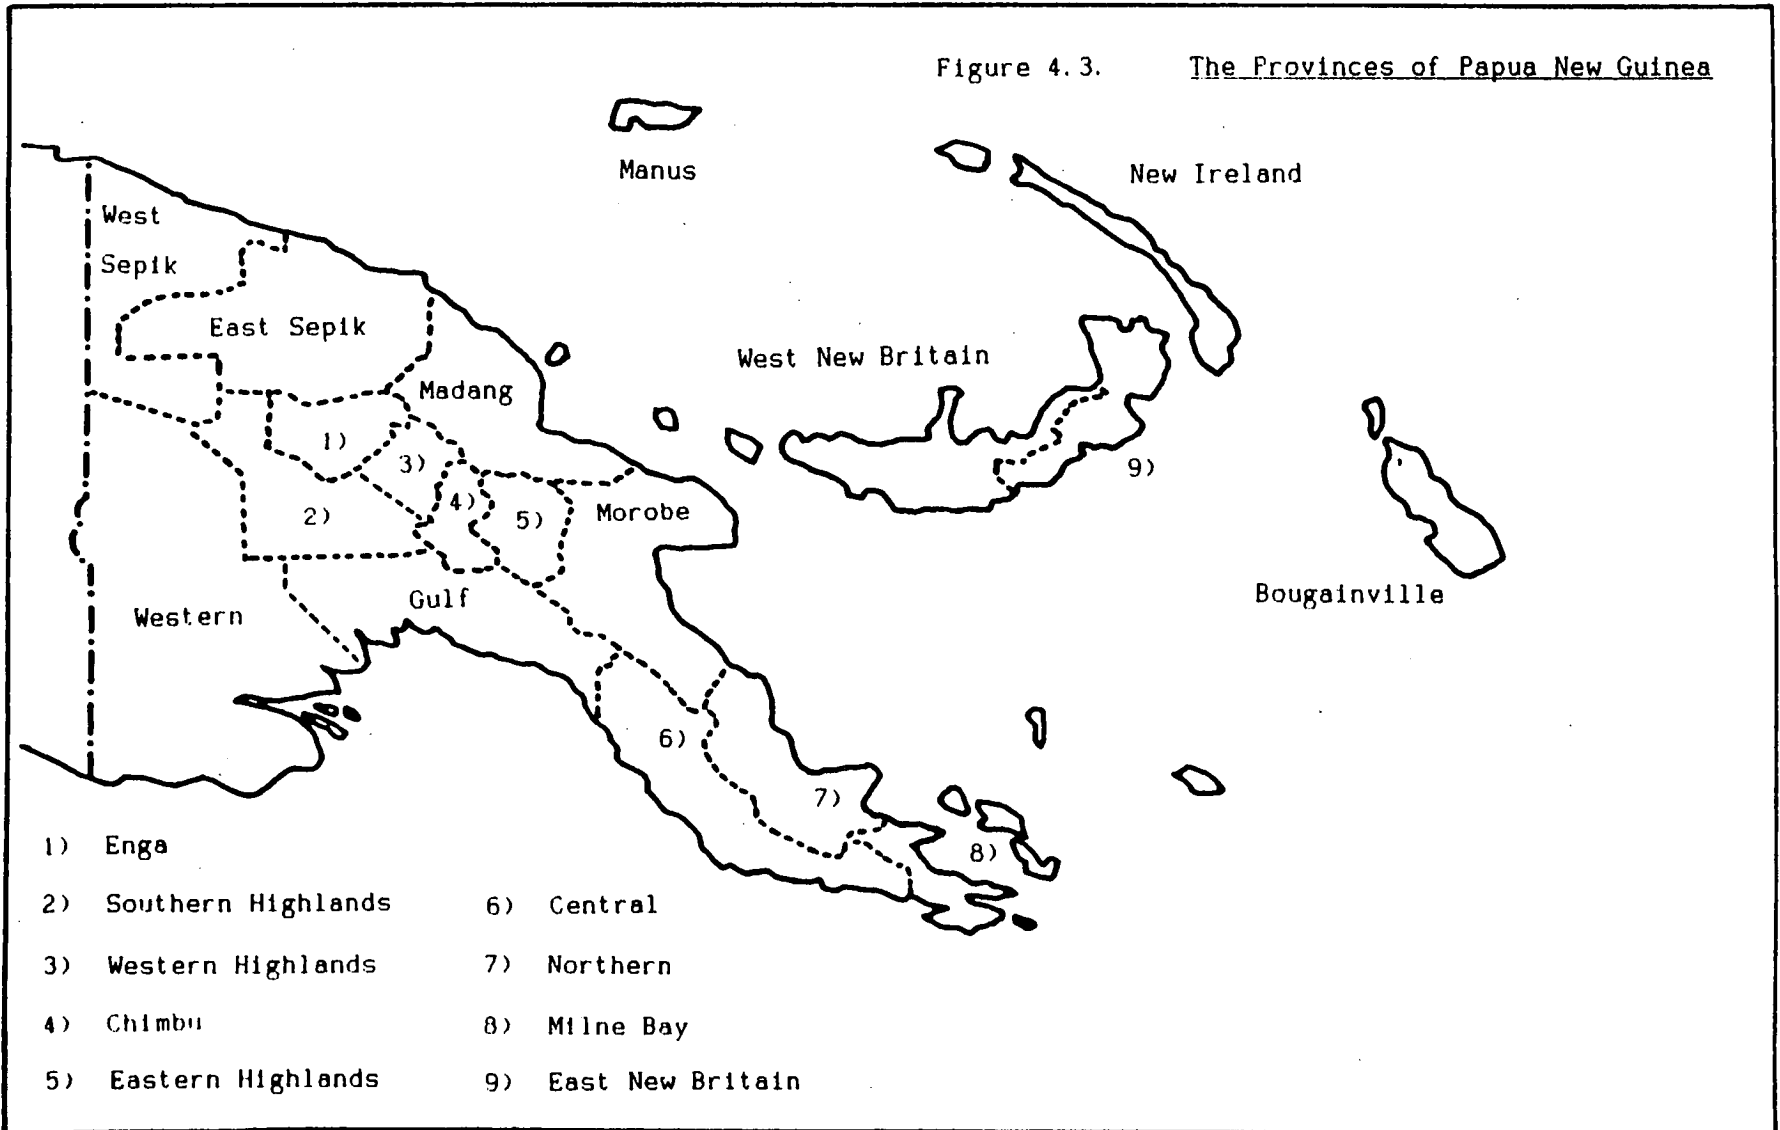 Figure 4.3. The Provinces of Papua New Guinea
Manus
New Ireland
West
Sepik
East Sepik
West New Britain
Madang
1)
3)
9)
4)
2)
5)
Morobe
Bougainville
Gulf
Western
6)
7)
8)
1) Enga
2) Southern Highlands
3) Western Highlands
4) Chimbu
5) Eastern Highlands
6) Central
7) Northern
8) Milne Bay
9) East New Britain